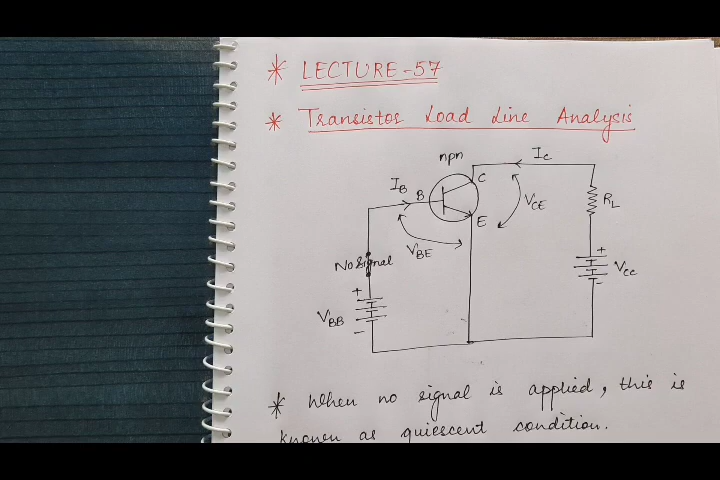 * LECTURE-57
* Transistor Load Line Analysis
npn
IC
IB
B
C
E
VCE
RL
VBE
No signal
+
VBB
-
+
VCC
-
* When no signal is applied, this is
known as quiescent condition.